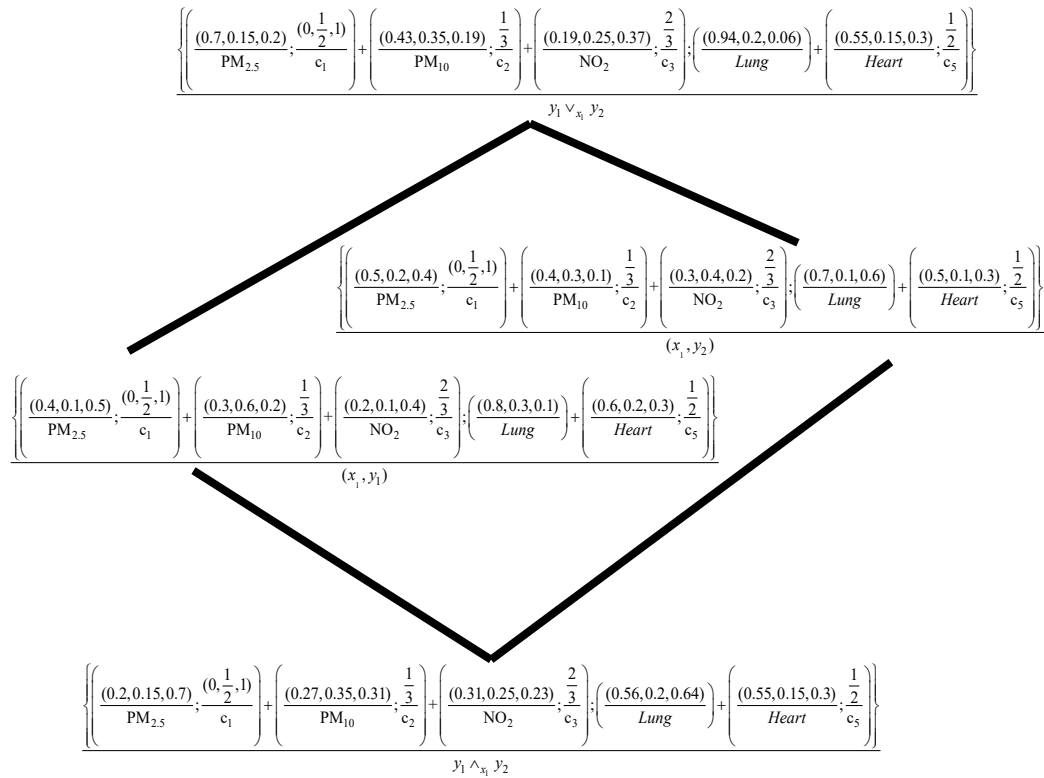 {((0.7,0.15,0.2)/PM₂.₅ ; (0,1/2,1)/c₁) + ((0.43,0.35,0.19)/PM₁₀ ; 1/3/c₂) + ((0.19,0.25,0.37)/NO₂ ; 2/3/c₃) ; ((0.94,0.2,0.06)/Lung) + ((0.55,0.15,0.3)/Heart ; 1/2/c₅)}
y₁ ∨ₓ₁ y₂
{((0.5,0.2,0.4)/PM₂.₅ ; (0,1/2,1)/c₁) + ((0.4,0.3,0.1)/PM₁₀ ; 1/3/c₂) + ((0.3,0.4,0.2)/NO₂ ; 2/3/c₃) ; ((0.7,0.1,0.6)/Lung) + ((0.5,0.1,0.3)/Heart ; 1/2/c₅)}
(x₁, y₂)
{((0.4,0.1,0.5)/PM₂.₅ ; (0,1/2,1)/c₁) + ((0.3,0.6,0.2)/PM₁₀ ; 1/3/c₂) + ((0.2,0.1,0.4)/NO₂ ; 2/3/c₃) ; ((0.8,0.3,0.1)/Lung) + ((0.6,0.2,0.3)/Heart ; 1/2/c₅)}
(x₁, y₁)
{((0.2,0.15,0.7)/PM₂.₅ ; (0,1/2,1)/c₁) + ((0.27,0.35,0.31)/PM₁₀ ; 1/3/c₂) + ((0.31,0.25,0.23)/NO₂ ; 2/3/c₃) ; ((0.56,0.2,0.64)/Lung) + ((0.55,0.15,0.3)/Heart ; 1/2/c₅)}
y₁ ∧ₓ₁ y₂